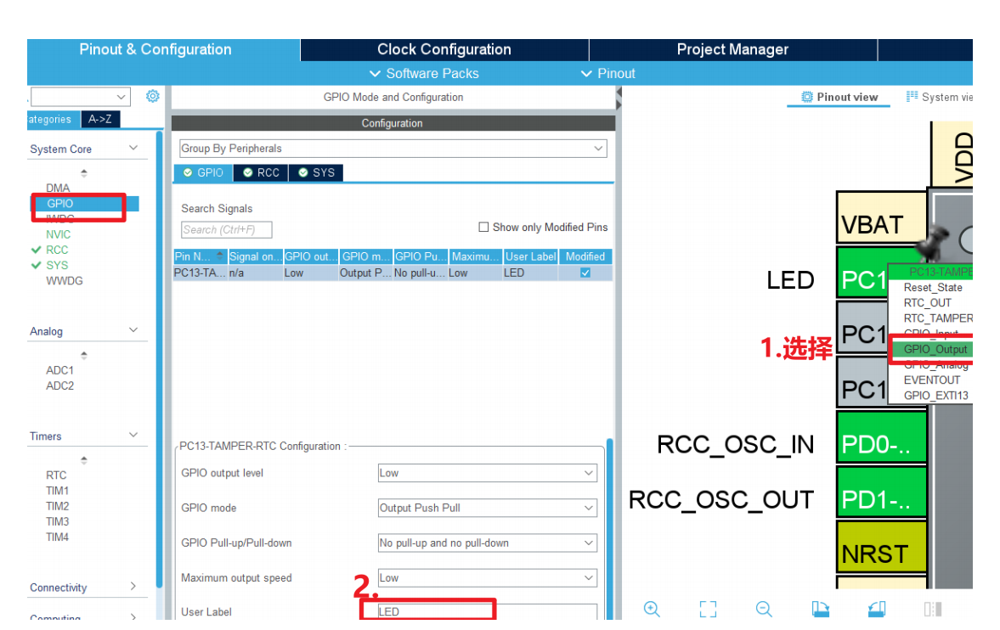 Pinout & Configuration
Clock Configuration
Project Manager
Software Packs
Pinout
GPIO Mode and Configuration
Pinout view
System vie
ategories
A->Z
Configuration
System Core
Group By Peripherals
GPIO
RCC
SYS
DMA
GPIO
IWDG
NVIC
RCC
SYS
WWDG
Search Signals
Search (Ctrl+F)
Show only Modified Pins
Pin N...
Signal on...
GPIO out...
GPIO m...
GPIO Pu...
Maximu...
User Label
Modified
PC13-TA...
n/a
Low
Output P...
No pull-u...
Low
LED
Analog
ADC1
ADC2
Timers
RTC
TIM1
TIM2
TIM3
TIM4
Connectivity
Computing
PC13-TAMPER-RTC Configuration :
GPIO output level
Low
GPIO mode
Output Push Pull
GPIO Pull-up/Pull-down
No pull-up and no pull-down
Maximum output speed
Low
2.
User Label
LED
VDD
VBAT
LED
PC1
PC13-TAMPE
Reset_State
RTC_OUT
RTC_TAMPER
GPIO_Input
GPIO_Output
GPIO_Analog
EVENTOUT
GPIO_EXTI13
1.选择
PC1
PC1
RCC_OSC_IN
PD0-..
RCC_OSC_OUT
PD1-..
NRST